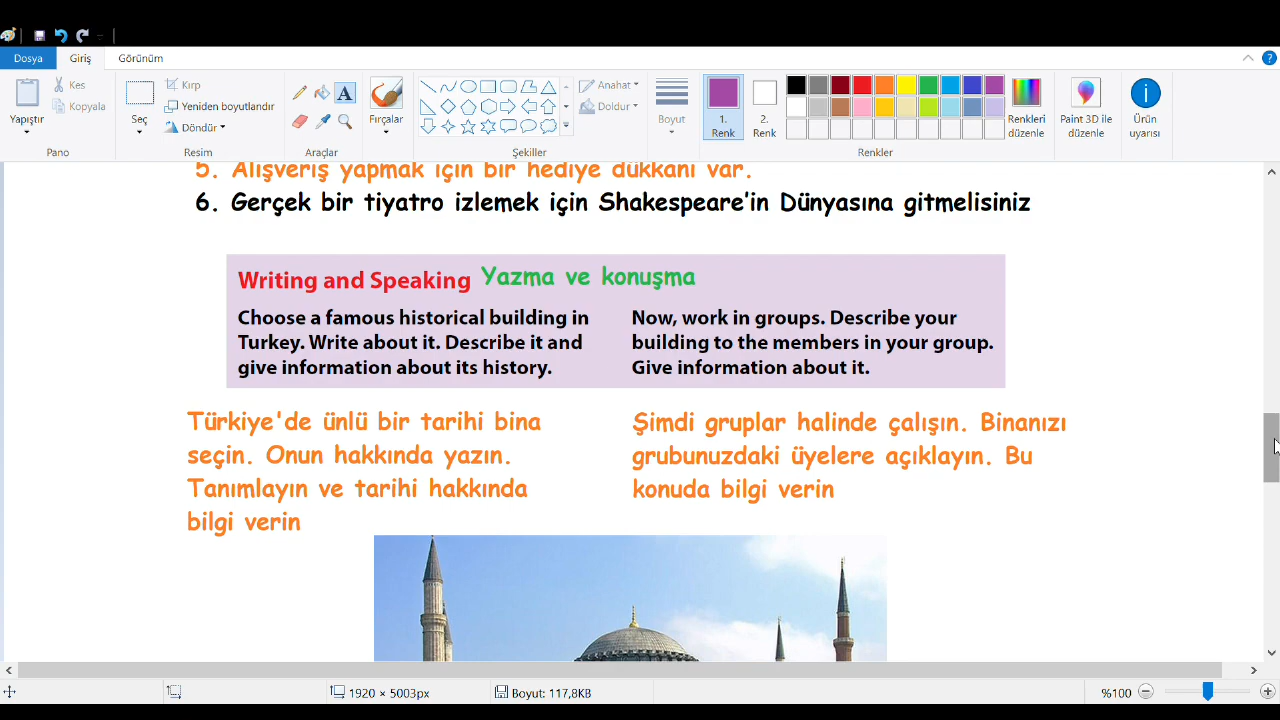 Dosya Giriş Görünüm
Yapıştır
Kes
Kopyala
Seç
Kırp
Yeniden boyutlandır
Döndür
A
Fırçalar
Anahat
Doldur
Boyut
1. Renk
2. Renk
Renkleri düzenle
Paint 3D ile düzenle
Ürün uyarısı
Pano Resim Araçlar Şekiller Renkler
5. Alışveriş yapmak için bir hediye dükkanı var.
6. Gerçek bir tiyatro izlemek için Shakespeare'in Dünyasına gitmelisiniz
Writing and Speaking Yazma ve konuşma
Choose a famous historical building in
Turkey. Write about it. Describe it and
give information about its history.
Now, work in groups. Describe your
building to the members in your group.
Give information about it.
Türkiye'de ünlü bir tarihi bina
seçin. Onun hakkında yazın.
Tanımlayın ve tarihi hakkında
bilgi verin
Şimdi gruplar halinde çalışın. Binanızı
grubunuzdaki üyelere açıklayın. Bu
konuda bilgi verin
1920 × 5003px Boyut: 117,8KB %100